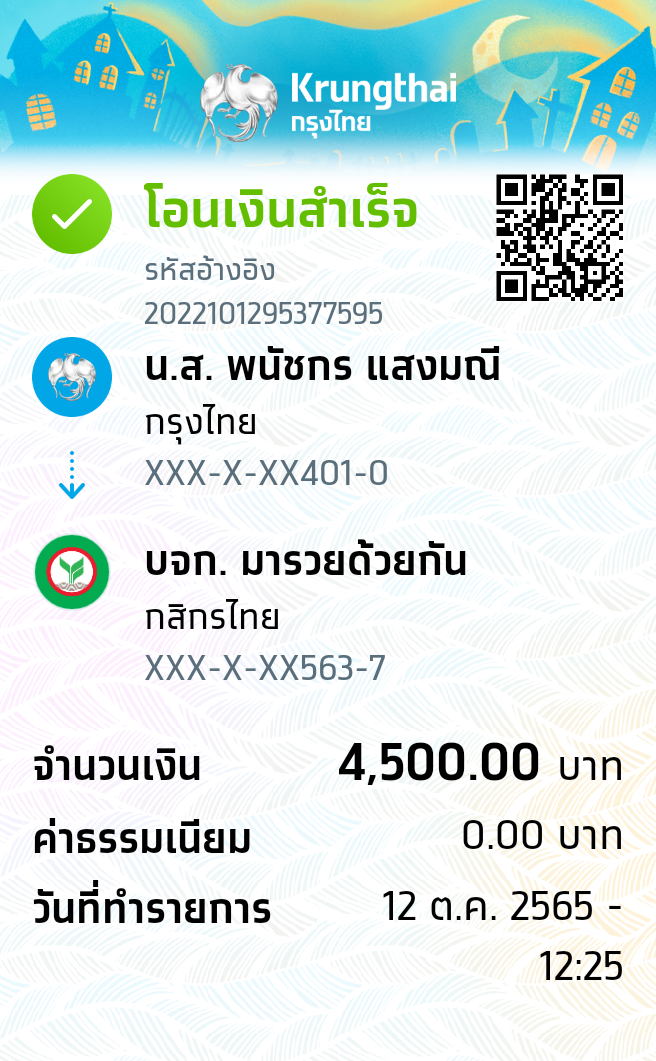 Krungthai
กรุงไทย
โอนเงินสำเร็จ
รหัสอ้างอิง
2022101295377595
น.ส. พนัชกร แสงมณี
กรุงไทย
XXX-X-XX401-0
บจก. มารวยด้วยกัน
กสิกรไทย
XXX-X-XX563-7
จำนวนเงิน 4,500.00 บาท
ค่าธรรมเนียม 0.00 บาท
วันที่ทำรายการ 12 ต.ค. 2565 -
12:25